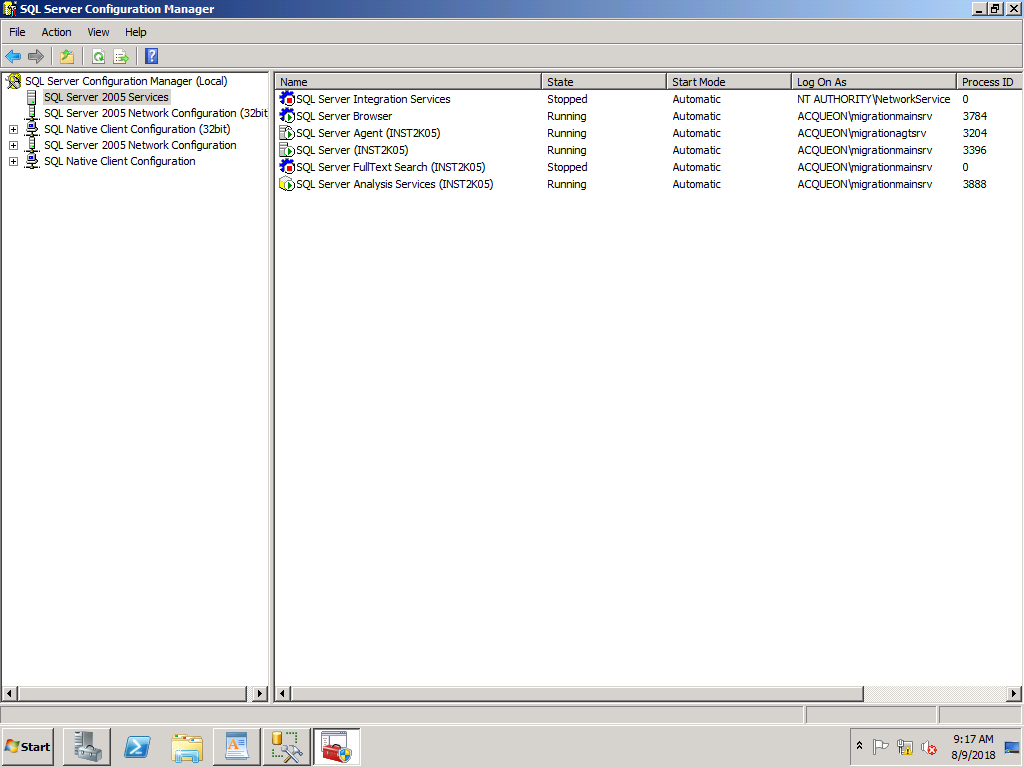 SQL Server Configuration Manager
File Action View Help
SQL Server Configuration Manager (Local)
SQL Server 2005 Services
SQL Server 2005 Network Configuration (32bit
SQL Native Client Configuration (32bit)
SQL Server 2005 Network Configuration
SQL Native Client Configuration
Name State Start Mode Log On As Process ID
SQL Server Integration Services Stopped Automatic NT AUTHORITY\NetworkService 0
SQL Server Browser Running Automatic ACQUEON\migrationmainsrv 3784
SQL Server Agent (INST2K05) Running Automatic ACQUEON\migrationagtsrv 3204
SQL Server (INST2K05) Running Automatic ACQUEON\migrationmainsrv 3396
SQL Server FullText Search (INST2K05) Stopped Automatic ACQUEON\migrationmainsrv 0
SQL Server Analysis Services (INST2K05) Running Automatic ACQUEON\migrationmainsrv 3888
Start
9:17 AM
8/9/2018